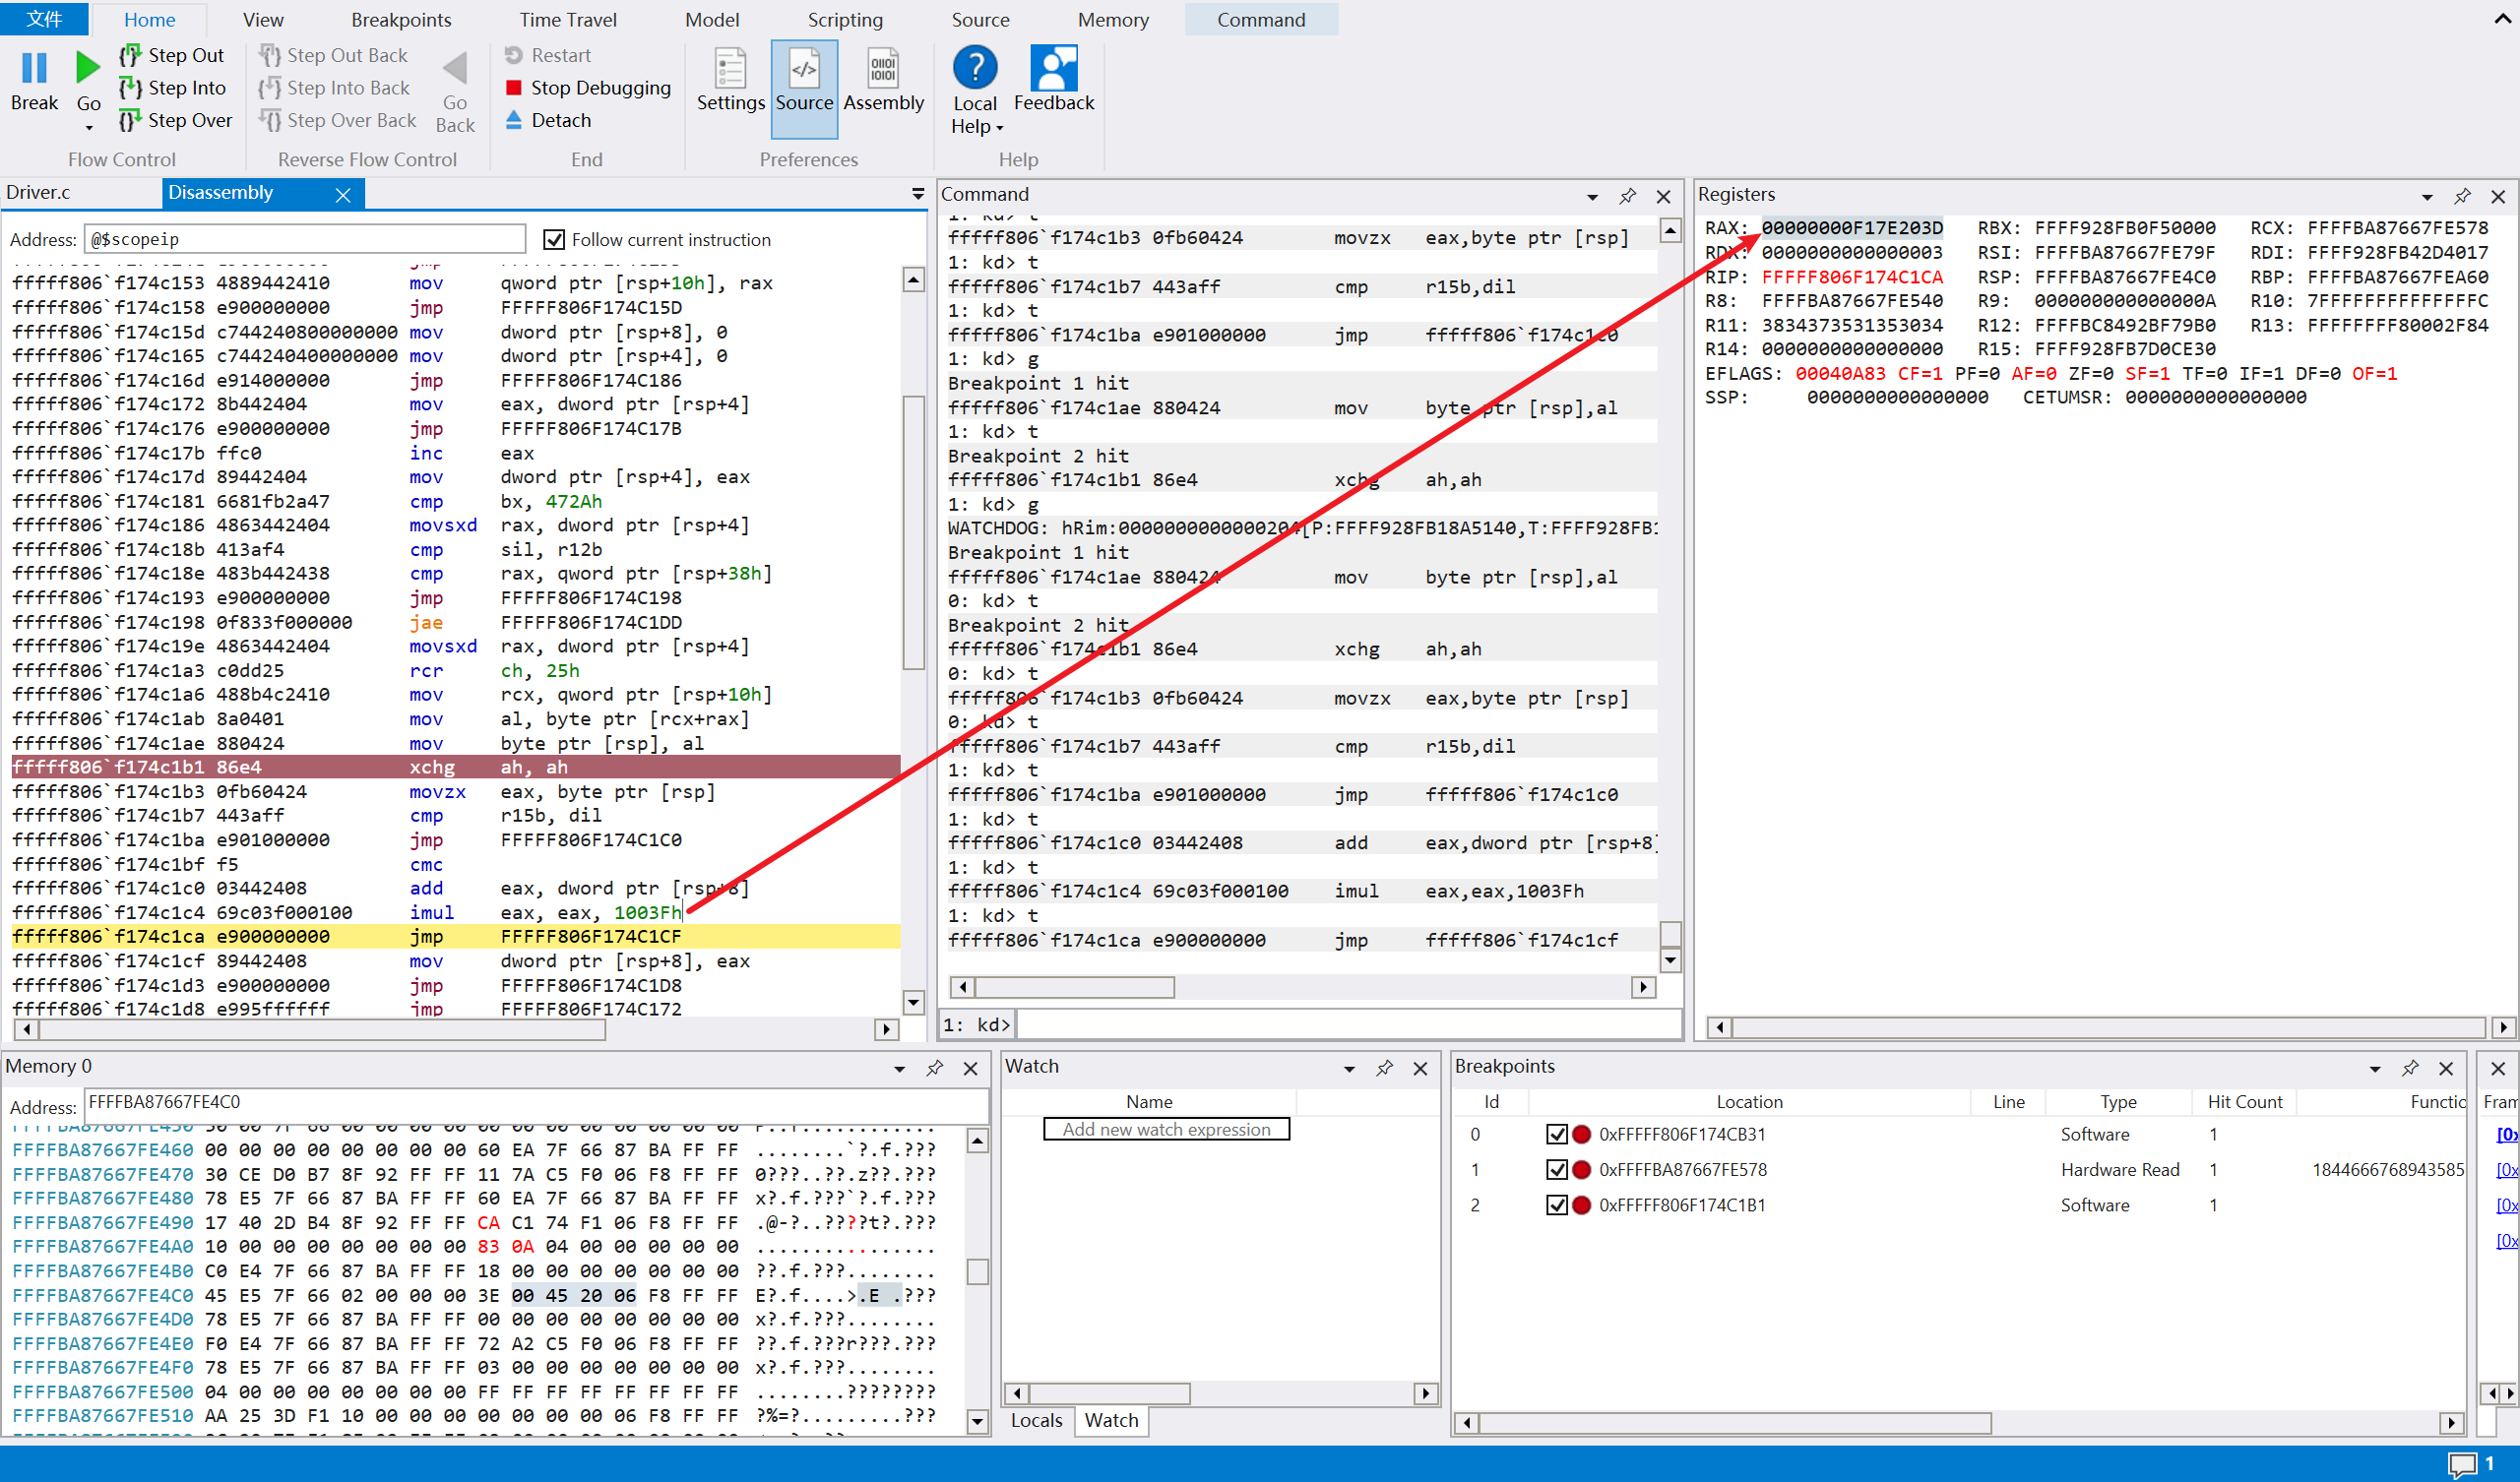 文件 Home View Breakpoints Time Travel Model Scripting Source Memory Command
Break Go Step Out Step Into Step Over
Flow Control
Step Out Back Step Into Back Step Over Back Go Back
Reverse Flow Control
Restart Stop Debugging Detach
End
Settings Source Assembly
Preferences
Local Help Feedback
Help
Driver.c Disassembly
Address: @$scopeip Follow current instruction
fffff806`f174c153 4889442410 mov qword ptr [rsp+10h], rax
fffff806`f174c158 e900000000 jmp FFFFF806F174C15D
fffff806`f174c15d c744240800000000 mov dword ptr [rsp+8], 0
fffff806`f174c165 c744240400000000 mov dword ptr [rsp+4], 0
fffff806`f174c16d e914000000 jmp FFFFF806F174C186
fffff806`f174c172 8b442404 mov eax, dword ptr [rsp+4]
fffff806`f174c176 e900000000 jmp FFFFF806F174C17B
fffff806`f174c17b ffc0 inc eax
fffff806`f174c17d 89442404 mov dword ptr [rsp+4], eax
fffff806`f174c181 6681fb2a47 cmp bx, 472Ah
fffff806`f174c186 4863442404 movsxd rax, dword ptr [rsp+4]
fffff806`f174c18b 413af4 cmp sil, r12b
fffff806`f174c18e 483b442438 cmp rax, qword ptr [rsp+38h]
fffff806`f174c193 e900000000 jmp FFFFF806F174C198
fffff806`f174c198 0f833f000000 jae FFFFF806F174C1DD
fffff806`f174c19e 4863442404 movsxd rax, dword ptr [rsp+4]
fffff806`f174c1a3 c0dd25 rcr ch, 25h
fffff806`f174c1a6 488b4c2410 mov rcx, qword ptr [rsp+10h]
fffff806`f174c1ab 8a0401 mov al, byte ptr [rcx+rax]
fffff806`f174c1ae 880424 mov byte ptr [rsp], al
fffff806`f174c1b1 86e4 xchg ah, ah
fffff806`f174c1b3 0fb60424 movzx eax, byte ptr [rsp]
fffff806`f174c1b7 443aff cmp r15b, dil
fffff806`f174c1ba e901000000 jmp FFFFF806F174C1C0
fffff806`f174c1bf f5 cmc
fffff806`f174c1c0 03442408 add eax, dword ptr [rsp+8]
fffff806`f174c1c4 69c03f000100 imul eax, eax, 1003Fh
fffff806`f174c1ca e900000000 jmp FFFFF806F174C1CF
fffff806`f174c1cf 89442408 mov dword ptr [rsp+8], eax
fffff806`f174c1d3 e900000000 jmp FFFFF806F174C1D8
fffff806`f174c1d8 e995ffffff jmp FFFFF806F174C172
Command
1: kd> t
fffff806`f174c1b3 0fb60424 movzx eax,byte ptr [rsp]
1: kd> t
fffff806`f174c1b7 443aff cmp r15b,dil
1: kd> t
fffff806`f174c1ba e901000000 jmp fffff806`f174c1c0
1: kd> g
Breakpoint 1 hit
fffff806`f174c1ae 880424 mov byte ptr [rsp],al
1: kd> t
Breakpoint 2 hit
fffff806`f174c1b1 86e4 xchg ah,ah
1: kd> g
WATCHDOG: hRim:0000000000000204[P:FFFF928FB18A5140,T:FFFF928FB1
Breakpoint 1 hit
fffff806`f174c1ae 880424 mov byte ptr [rsp],al
0: kd> t
Breakpoint 2 hit
fffff806`f174c1b1 86e4 xchg ah,ah
0: kd> t
fffff806`f174c1b3 0fb60424 movzx eax,byte ptr [rsp]
0: kd> t
fffff806`f174c1b7 443aff cmp r15b,dil
1: kd> t
fffff806`f174c1ba e901000000 jmp fffff806`f174c1c0
1: kd> t
fffff806`f174c1c0 03442408 add eax,dword ptr [rsp+8]
1: kd> t
fffff806`f174c1c4 69c03f000100 imul eax,eax,1003Fh
1: kd> t
fffff806`f174c1ca e900000000 jmp fffff806`f174c1cf
1: kd>
Registers
RAX: 00000000F17E203D RBX: FFFF928FB0F50000 RCX: FFFFBA87667FE578
RDX: 0000000000000003 RSI: FFFFBA87667FE79F RDI: FFFF928FB42D4017
RIP: FFFFF806F174C1CA RSP: FFFFBA87667FE4C0 RBP: FFFFBA87667FEA60
R8: FFFFBA87667FE540 R9: 000000000000000A R10: 7FFFFFFFFFFFFFFC
R11: 3834373531353034 R12: FFFFBC8492BF79B0 R13: FFFFFFFF80002F84
R14: 0000000000000000 R15: FFFF928FB7D0CE30
EFLAGS: 00040A83 CF=1 PF=0 AF=0 ZF=0 SF=1 TF=0 IF=1 DF=0 OF=1
SSP: 0000000000000000 CETUMSR: 0000000000000000
Memory 0
Address: FFFFBA87667FE4C0
FFFFBA87667FE460 00 00 00 00 00 00 00 00 60 EA 7F 66 87 BA FF FF ........`?.f.???
FFFFBA87667FE470 30 CE D0 B7 8F 92 FF FF 11 7A C5 F0 06 F8 FF FF 0???..??.z??.???
FFFFBA87667FE480 78 E5 7F 66 87 BA FF FF 60 EA 7F 66 87 BA FF FF x?.f.???`?.f.???
FFFFBA87667FE490 17 40 2D B4 8F 92 FF FF CA C1 74 F1 06 F8 FF FF .@-?..????t?.???
FFFFBA87667FE4A0 10 00 00 00 00 00 00 00 83 0A 04 00 00 00 00 00 ................
FFFFBA87667FE4B0 C0 E4 7F 66 87 BA FF FF 18 00 00 00 00 00 00 00 ??.f.???........
FFFFBA87667FE4C0 45 E5 7F 66 02 00 00 00 3E 00 45 20 06 F8 FF FF E?.f....>.E .???
FFFFBA87667FE4D0 78 E5 7F 66 87 BA FF FF 00 00 00 00 00 00 00 00 x?.f.???........
FFFFBA87667FE4E0 F0 E4 7F 66 87 BA FF FF 72 A2 C5 F0 06 F8 FF FF ??.f.???r???.???
FFFFBA87667FE4F0 78 E5 7F 66 87 BA FF FF 03 00 00 00 00 00 00 00 x?.f.???........
FFFFBA87667FE500 04 00 00 00 00 00 00 00 FF FF FF FF FF FF FF FF ........????????
FFFFBA87667FE510 AA 25 3D F1 10 00 00 00 00 00 00 00 06 F8 FF FF ?%=?.........???
Watch
Name
Add new watch expression
Locals Watch
Breakpoints
Id Location Line Type Hit Count Functio
0 0xFFFFF806F174CB31 Software 1
1 0xFFFFBA87667FE578 Hardware Read 1 1844666768943585
2 0xFFFFF806F174C1B1 Software 1
Fram
[0x
[0x
[0x
[0x
1